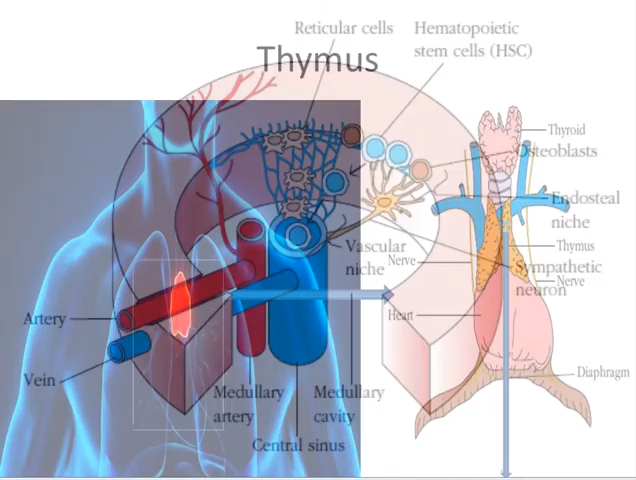 Reticular cells
Hematopoietic
stem cells (HSC)
Thymus
Thyroid
Osteoblasts
Endosteal
niche
Vascular
niche
Nerve
Thymus
Sympathetic
neuron
Nerve
Artery
Heart
Vein
Diaphragm
Medullary
artery
Medullary
cavity
Central sinus